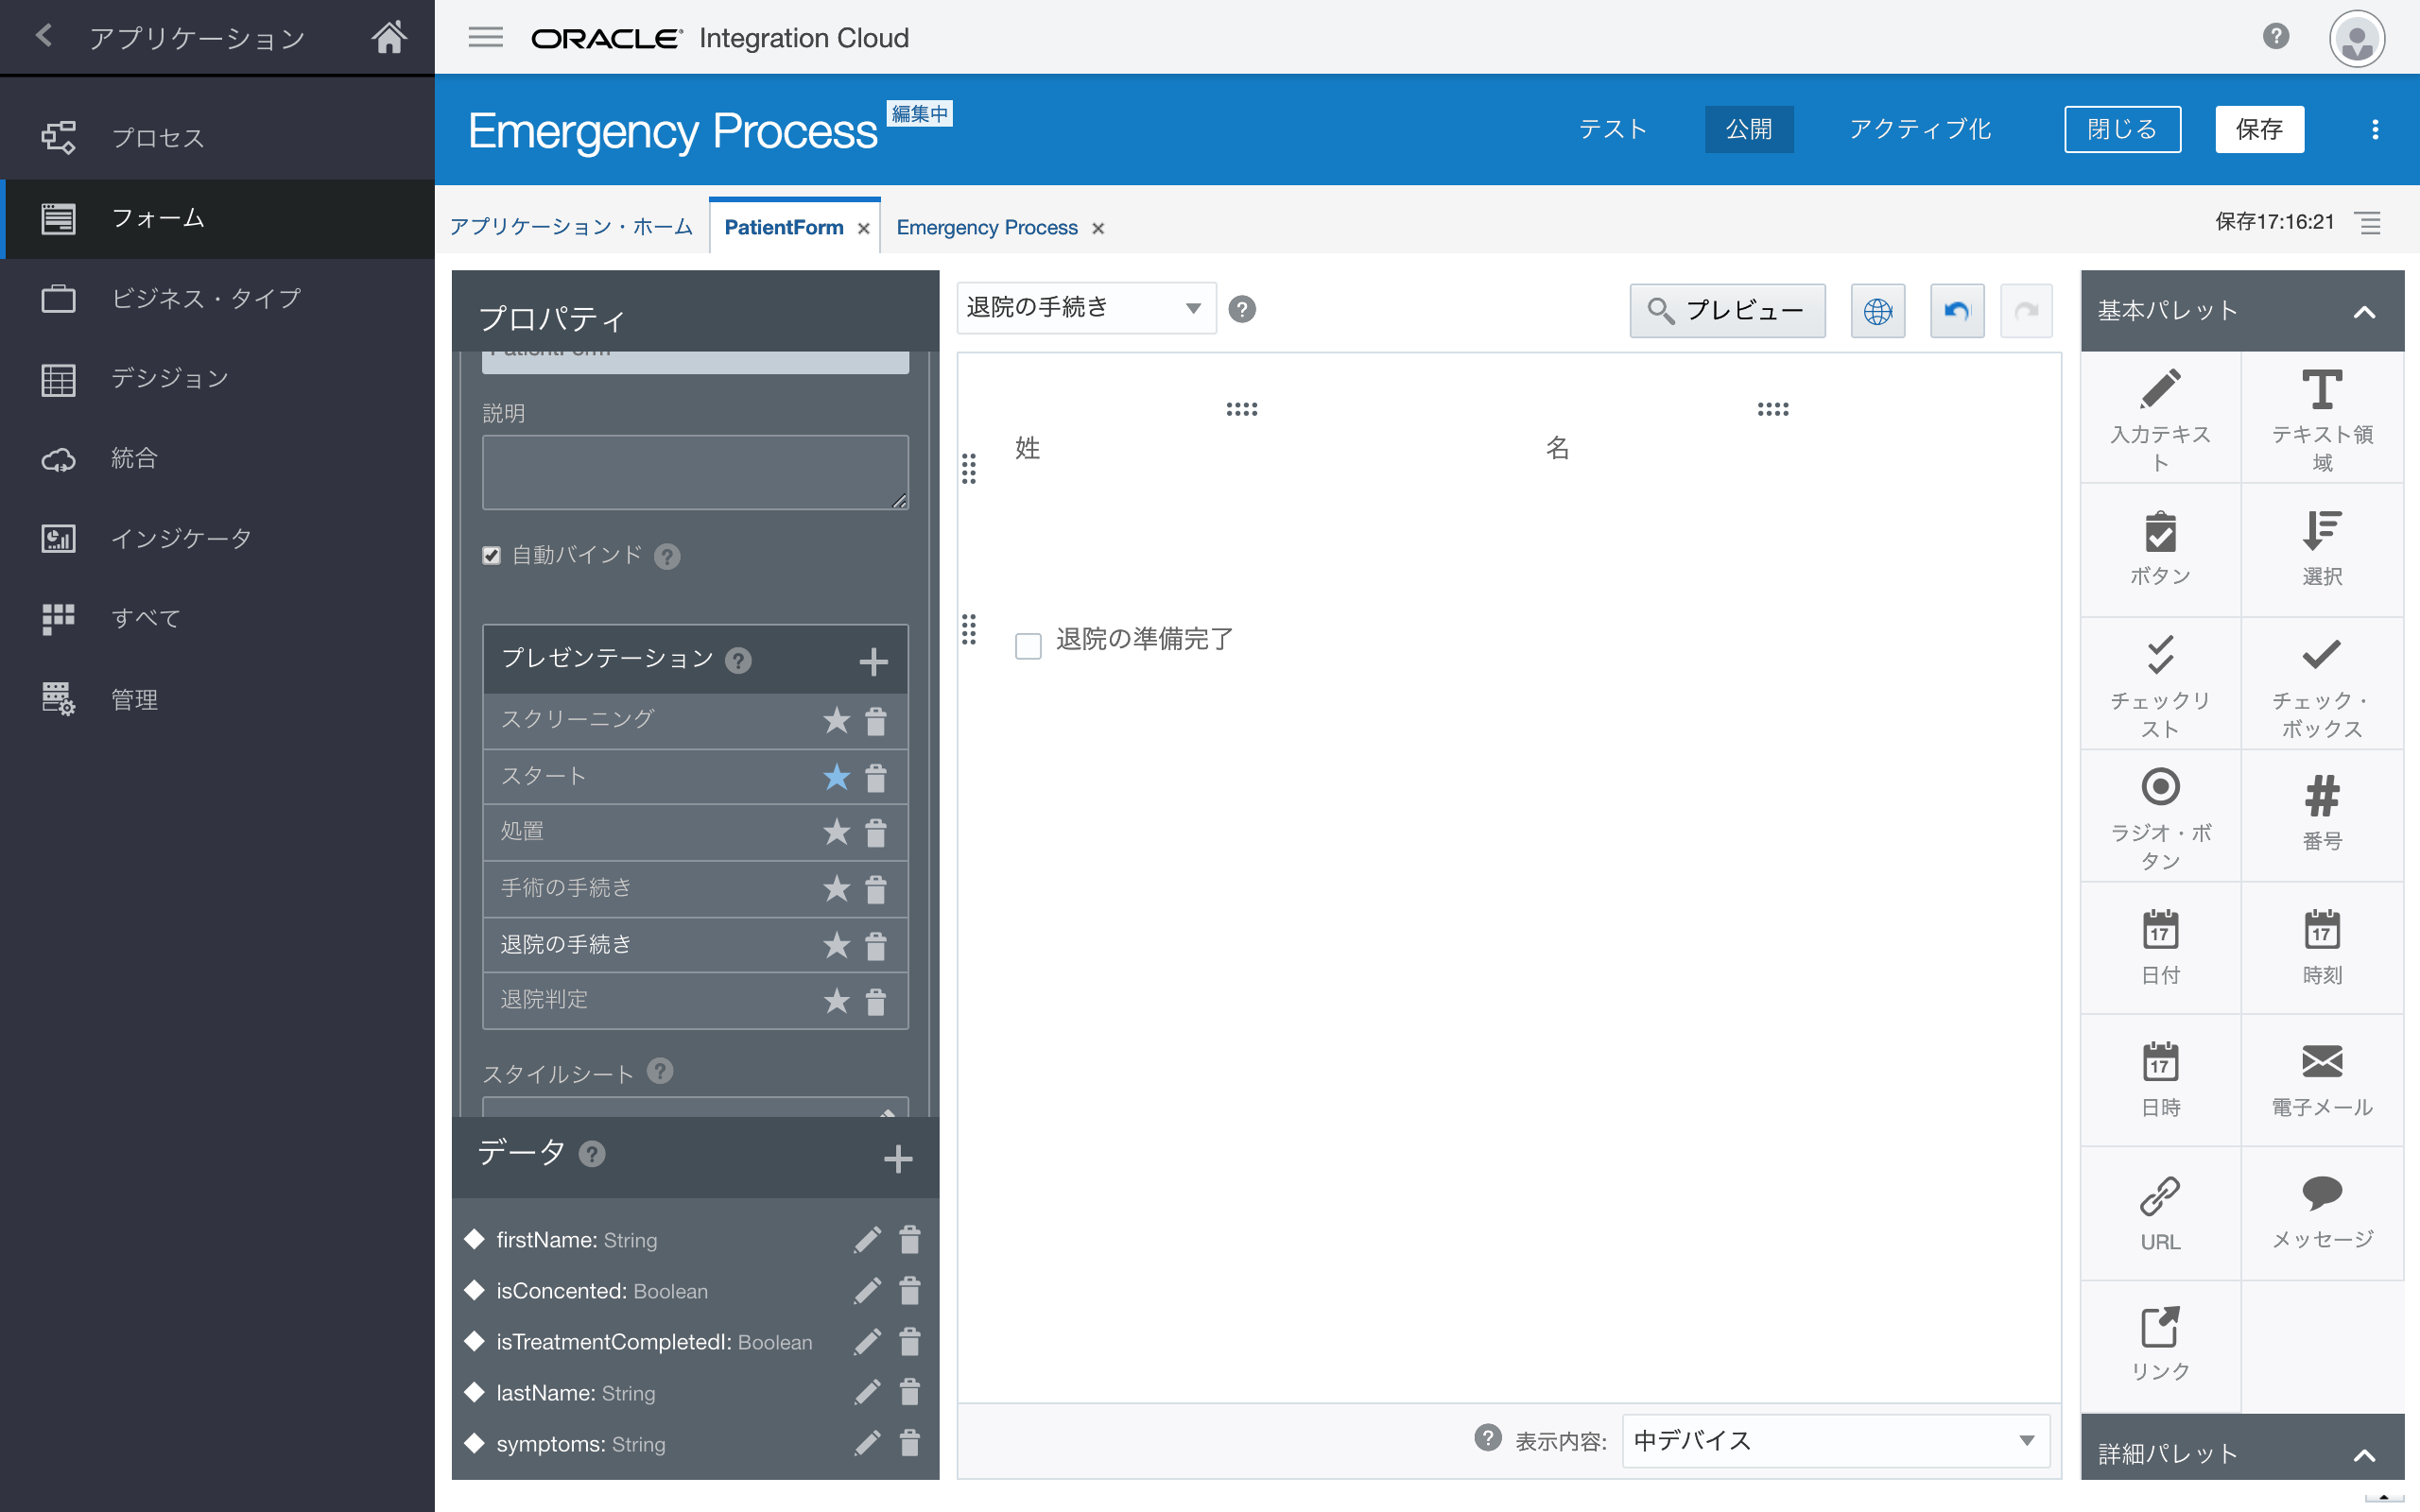 アプリケーション
ORACLE Integration Cloud
プロセス
フォーム
ビジネス・タイプ
デシジョン
統合
インジケータ
すべて
管理
Emergency Process 編集中
テスト
公開
アクティブ化
閉じる
保存
アプリケーション・ホーム
PatientForm
Emergency Process
保存17:16:21
プロパティ
PatientForm
説明
自動バインド
プレゼンテーション
スクリーニング
スタート
処置
手術の手続き
退院の手続き
退院判定
スタイルシート
データ
firstName: String
isConcented: Boolean
isTreatmentCompletedI: Boolean
lastName: String
symptoms: String
退院の手続き
プレビュー
姓
名
退院の準備完了
表示内容:
中デバイス
基本パレット
入力テキス
ト
テキスト領
域
ボタン
選択
チェックリ
スト
チェック・
ボックス
ラジオ・ボ
タン
番号
17
日付
17
時刻
17
日時
電子メール
URL
メッセージ
リンク
詳細パレット